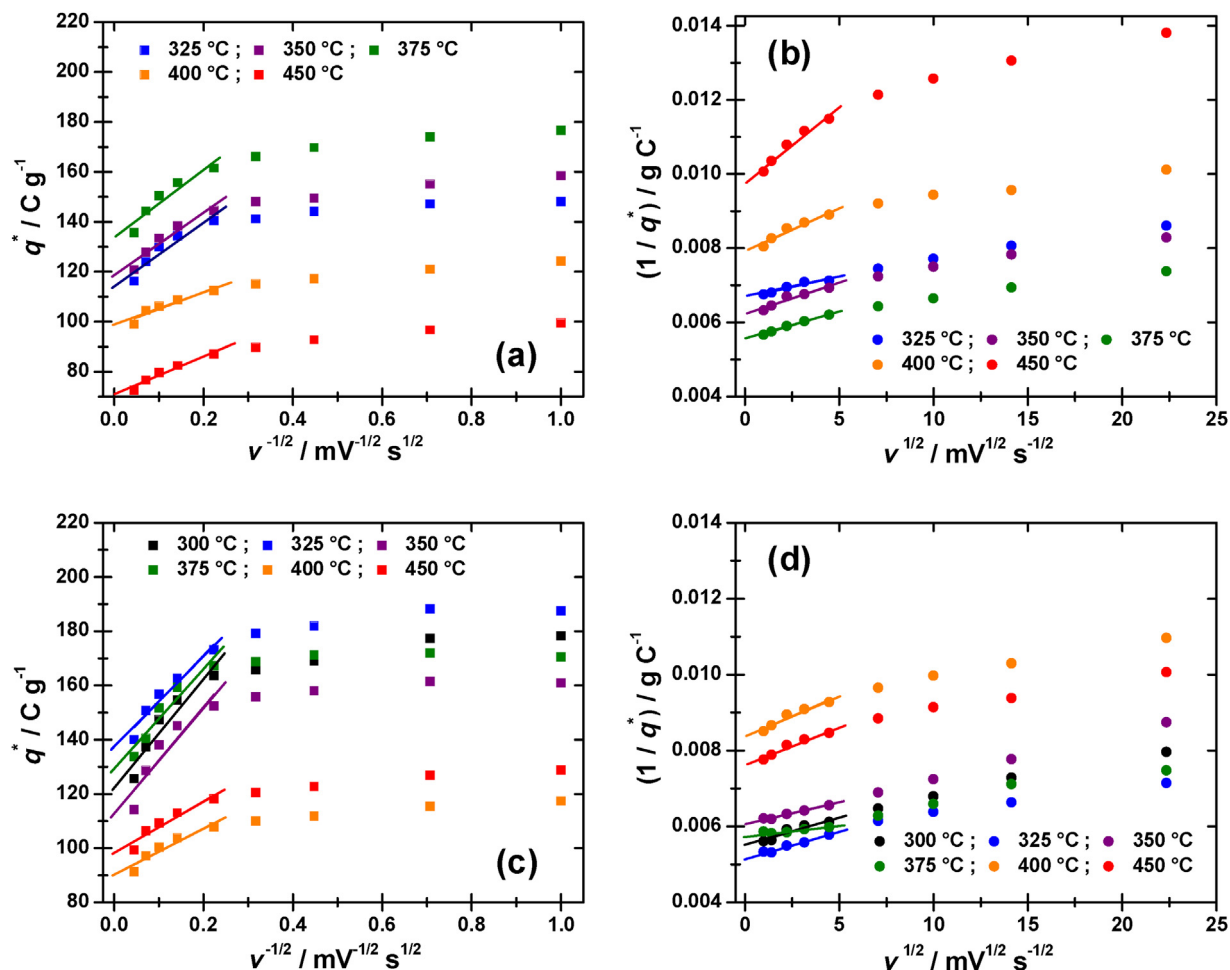 220
200
180
160
140
120
100
80
q* / C g⁻¹
325 °C ; 350 °C ; 375 °C
400 °C ; 450 °C
(a)
0.0 0.2 0.4 0.6 0.8 1.0
v⁻¹/² / mV⁻¹/² s¹/²
0.014
0.012
0.010
0.008
0.006
0.004
(1 / q*) / g C⁻¹
(b)
325 °C ; 350 °C ; 375 °C
400 °C ; 450 °C
0 5 10 15 20 25
v¹/² / mV¹/² s⁻¹/²
220
200
180
160
140
120
100
80
q* / C g⁻¹
300 °C ; 325 °C ; 350 °C
375 °C ; 400 °C ; 450 °C
(c)
0.0 0.2 0.4 0.6 0.8 1.0
v⁻¹/² / mV⁻¹/² s¹/²
0.014
0.012
0.010
0.008
0.006
0.004
(1 / q*) / g C⁻¹
(d)
300 °C ; 325 °C ; 350 °C
375 °C ; 400 °C ; 450 °C
0 5 10 15 20 25
v¹/² / mV¹/² s⁻¹/²